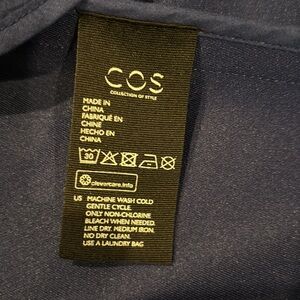 COS
COLLECTION OF STYLE
MADE IN
CHINA
FABRIQUÉ EN
CHINE
HECHO EN
CHINA
30
clevercare.info
US MACHINE WASH COLD
GENTLE CYCLE.
ONLY NON-CHLORINE
BLEACH WHEN NEEDED.
LINE DRY. MEDIUM IRON.
NO DRY CLEAN.
USE A LAUNDRY BAG